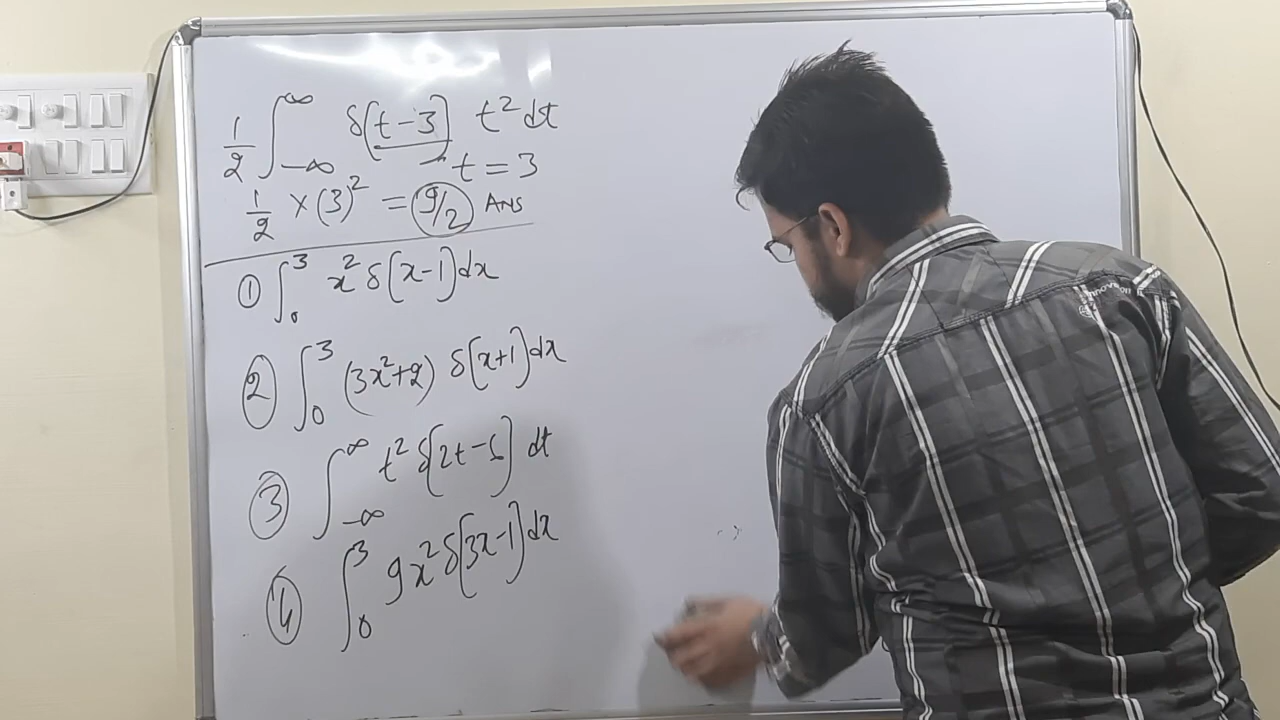 1/2 ∫_{-∞}^{∞} δ[t-3] t² dt
t = 3
1/2 × (3)² = 9/2 Ans
① ∫_0^3 x² δ[x-1] dx
② ∫_0^3 (3x²+2) δ[x+1] dx
③ ∫_{-∞}^{∞} t² δ[2t- ] dt
④ ∫_0^3 9x² δ[3x-1] dx